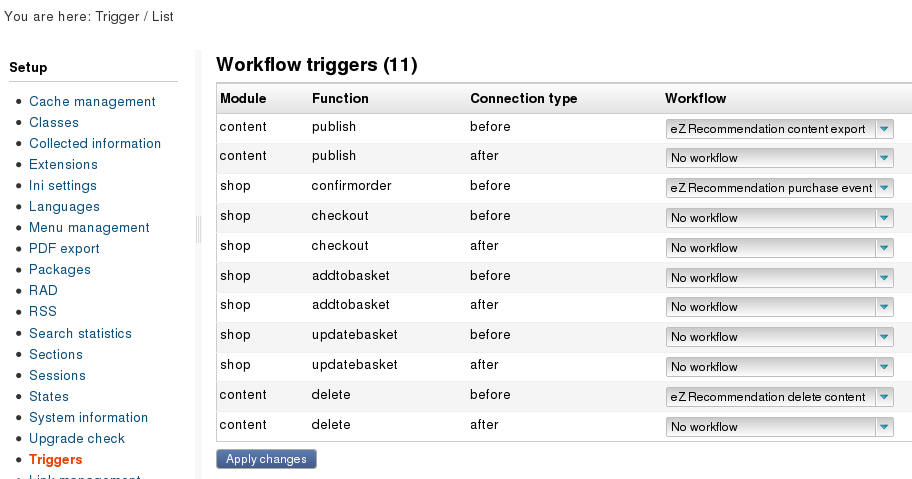 You are here: Trigger / List
Setup
Cache management
Classes
Collected information
Extensions
Ini settings
Languages
Menu management
PDF export
Packages
RAD
RSS
Search statistics
Sections
Sessions
States
System information
Upgrade check
Triggers
Link management
Workflow triggers (11)
Module Function Connection type Workflow
content publish before eZ Recommendation content export
content publish after No workflow
shop confirmorder before eZ Recommendation purchase event
shop checkout before No workflow
shop checkout after No workflow
shop addtobasket before No workflow
shop addtobasket after No workflow
shop updatebasket before No workflow
shop updatebasket after No workflow
content delete before eZ Recommendation delete content
content delete after No workflow
Apply changes